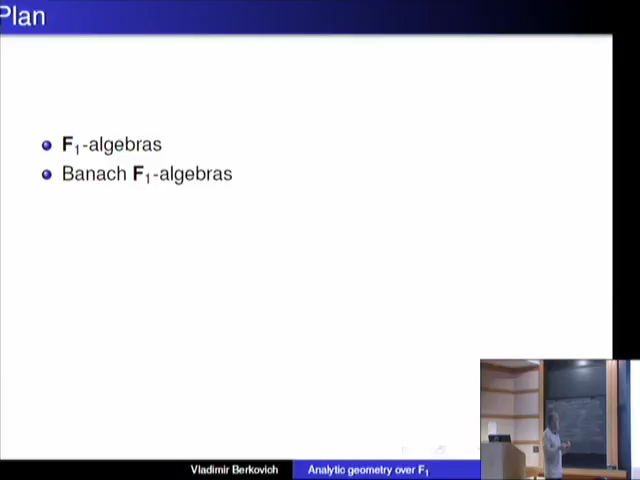 Plan
F₁-algebras
Banach F₁-algebras
Vladimir Berkovich
Analytic geometry over F₁